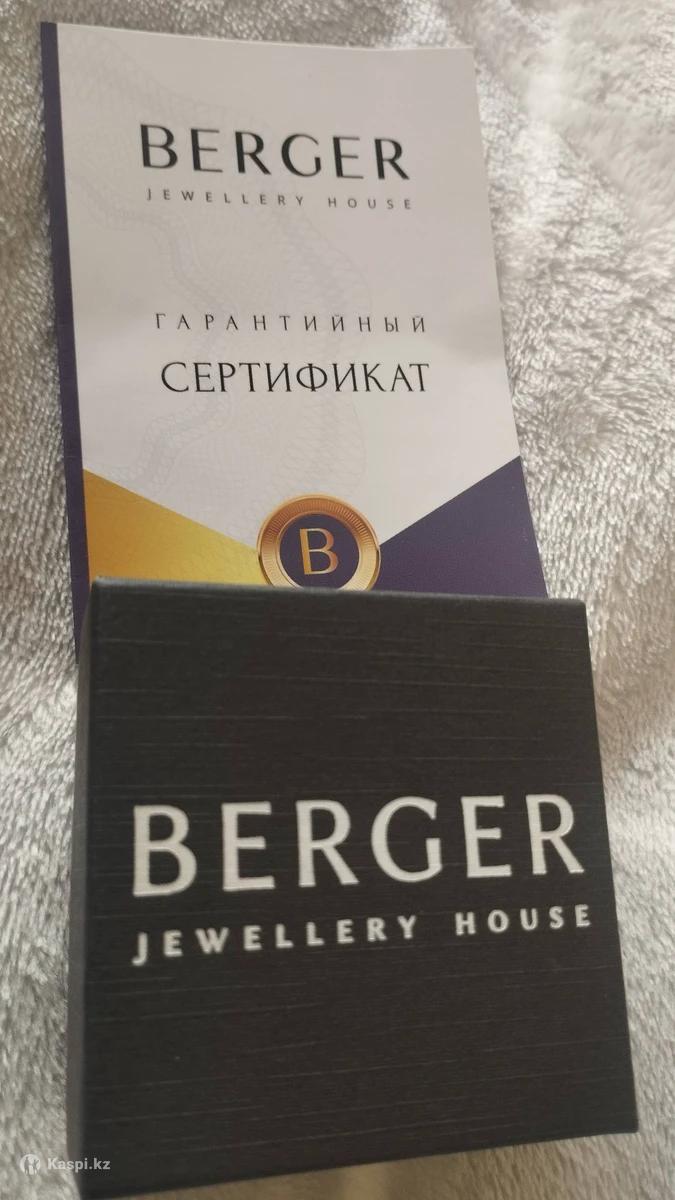 BERGER
JEWELLERY HOUSE
ГАРАНТИЙНЫЙ
СЕРТИФИКАТ
B
BERGER
JEWELLERY HOUSE
Kaspi.kz